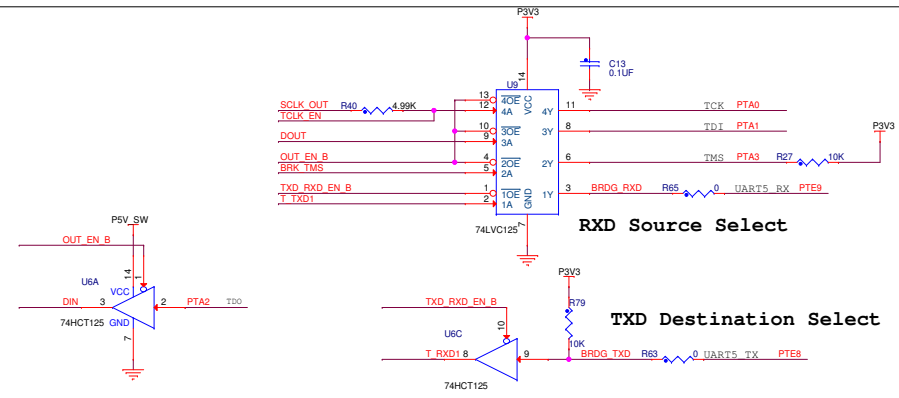 P3V3
C13
0.1UF
U9
14
SCLK_OUT R40 4.99K 13 4OE VCC
TCLK_EN 12 4A 4Y 11 TCK PTA0
10 3OE 3Y 8 TDI PTA1
DOUT 9 3A
P3V3
OUT_EN_B 4 2OE 2Y 6 TMS PTA3 R27 10K
BRK_TMS 5 2A
TXD_RXD_EN_B 1 1OE GND 1Y 3 BRDG_RXD R65 0 UART5_RX PTE9
T_TXD1 2 1A
7
74LVC125
RXD Source Select
P5V_SW
OUT_EN_B
14 1
U6A VCC
DIN 3 2 PTA2 TDO
74HCT125 GND
7
P3V3
TXD_RXD_EN_B R79
10
TXD Destination Select
U6C 10K
T_RXD1 8 9 BRDG_TXD R63 0 UART5_TX PTE8
74HCT125